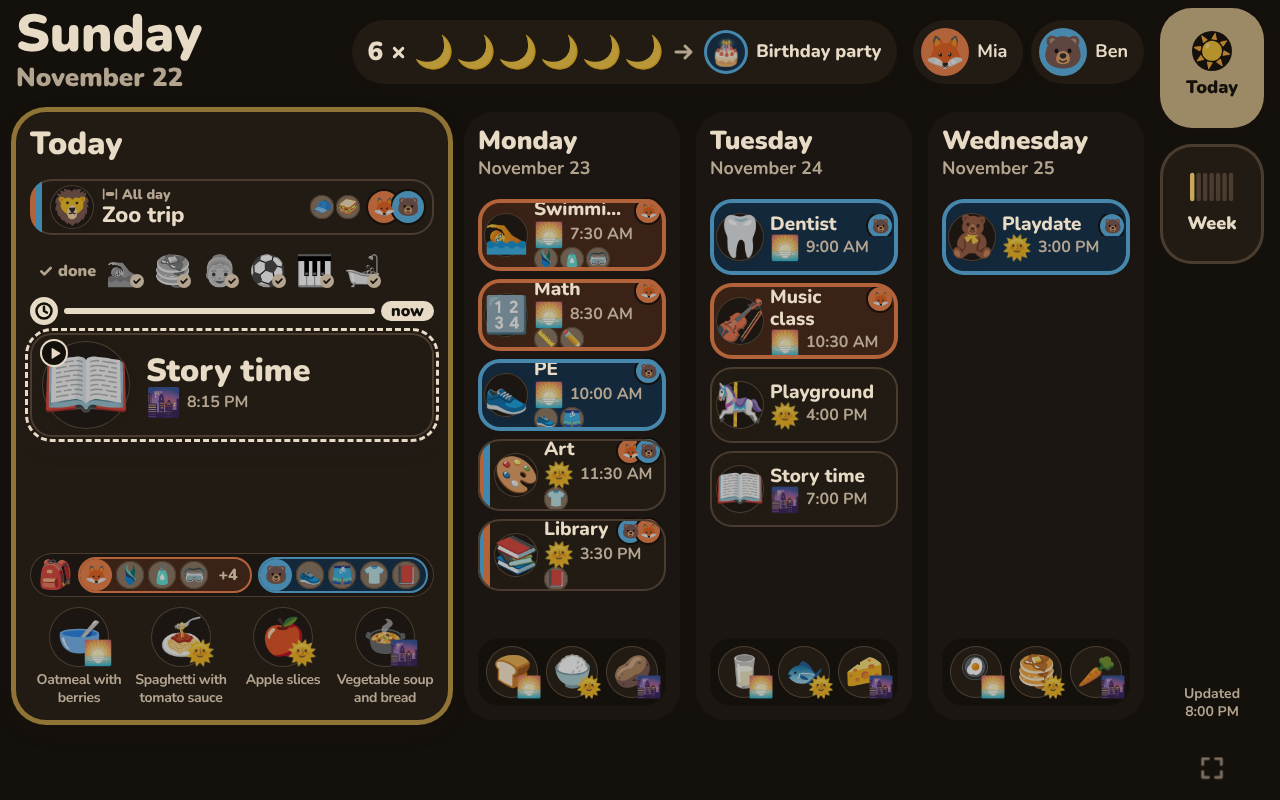 Sunday
November 22
6 × → Birthday party
Mia
Ben
Today
Week
Updated
8:00 PM
Today
All day
Zoo trip
✓ done
now
Story time
8:15 PM
+4
Oatmeal with
berries
Spaghetti with
tomato sauce
Apple slices
Vegetable soup
and bread
Monday
November 23
Swimmi...
7:30 AM
Math
8:30 AM
PE
10:00 AM
Art
11:30 AM
Library
3:30 PM
Tuesday
November 24
Dentist
9:00 AM
Music
class
10:30 AM
Playground
4:00 PM
Story time
7:00 PM
Wednesday
November 25
Playdate
3:00 PM